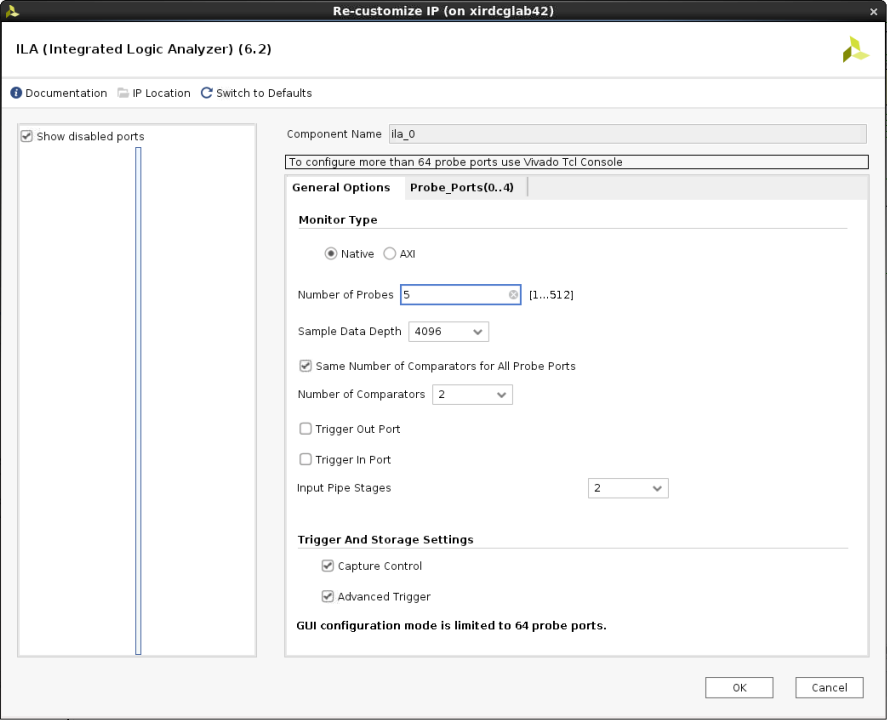 Re-customize IP (on xirdcglab42)
ILA (Integrated Logic Analyzer) (6.2)
Documentation IP Location Switch to Defaults
Show disabled ports
Component Name ila_0
To configure more than 64 probe ports use Vivado Tcl Console
General Options Probe_Ports(0..4)
Monitor Type
Native AXI
Number of Probes 5 [1...512]
Sample Data Depth 4096
Same Number of Comparators for All Probe Ports
Number of Comparators 2
Trigger Out Port
Trigger In Port
Input Pipe Stages 2
Trigger And Storage Settings
Capture Control
Advanced Trigger
GUI configuration mode is limited to 64 probe ports.
OK Cancel